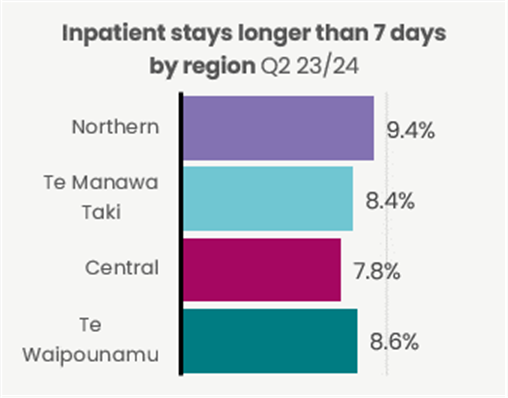 Inpatient stays longer than 7 days
by region Q2 23/24
Northern
9.4%
Te Manawa
Taki
8.4%
Central
7.8%
Te
Waipounamu
8.6%